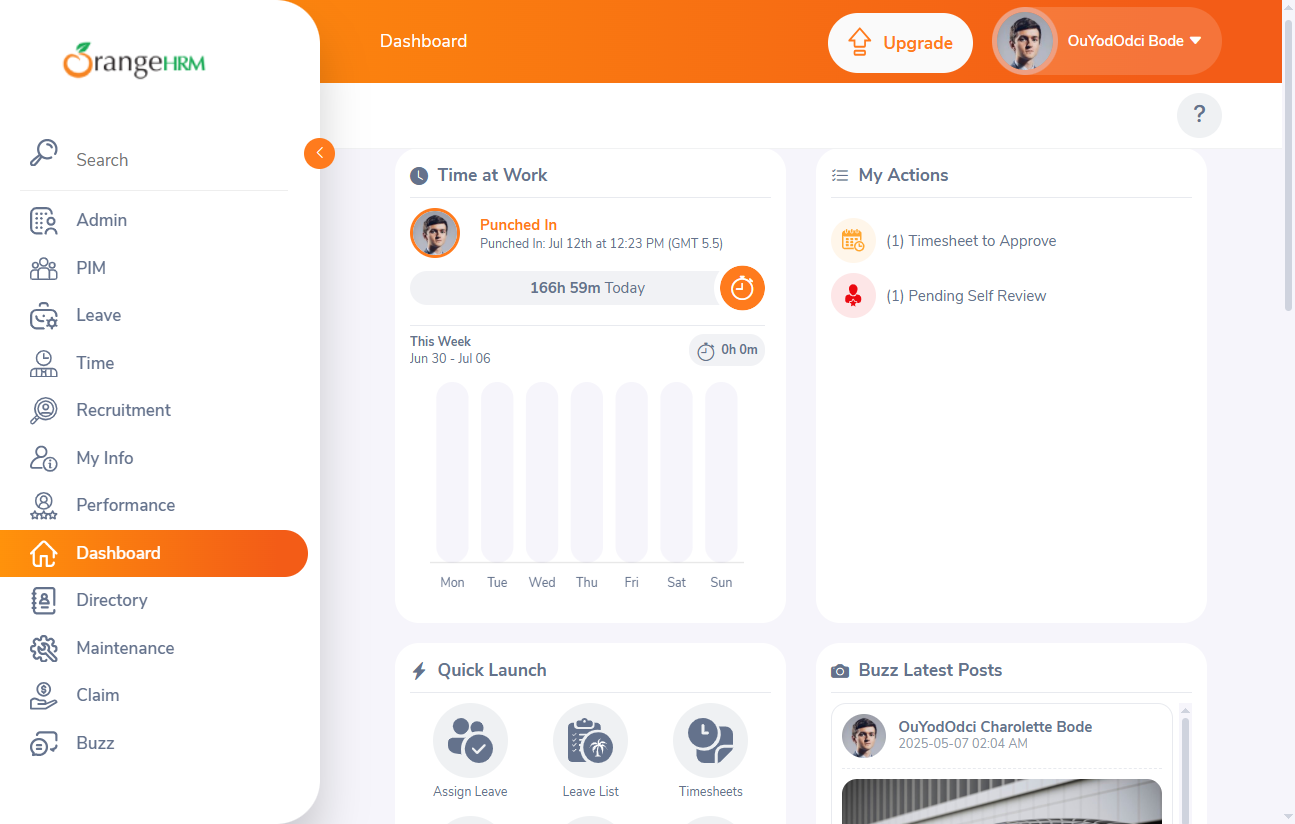 OrangeHRM
Search
Admin
PIM
Leave
Time
Recruitment
My Info
Performance
Dashboard
Directory
Maintenance
Claim
Buzz
Dashboard
Upgrade
OuYodOdci Bode
?
Time at Work
Punched In
Punched In: Jul 12th at 12:23 PM (GMT 5.5)
166h 59m Today
This Week
Jun 30 - Jul 06
0h 0m
Mon Tue Wed Thu Fri Sat Sun
My Actions
(1) Timesheet to Approve
(1) Pending Self Review
Quick Launch
Assign Leave Leave List Timesheets
Buzz Latest Posts
OuYodOdci Charolette Bode
2025-05-07 02:04 AM